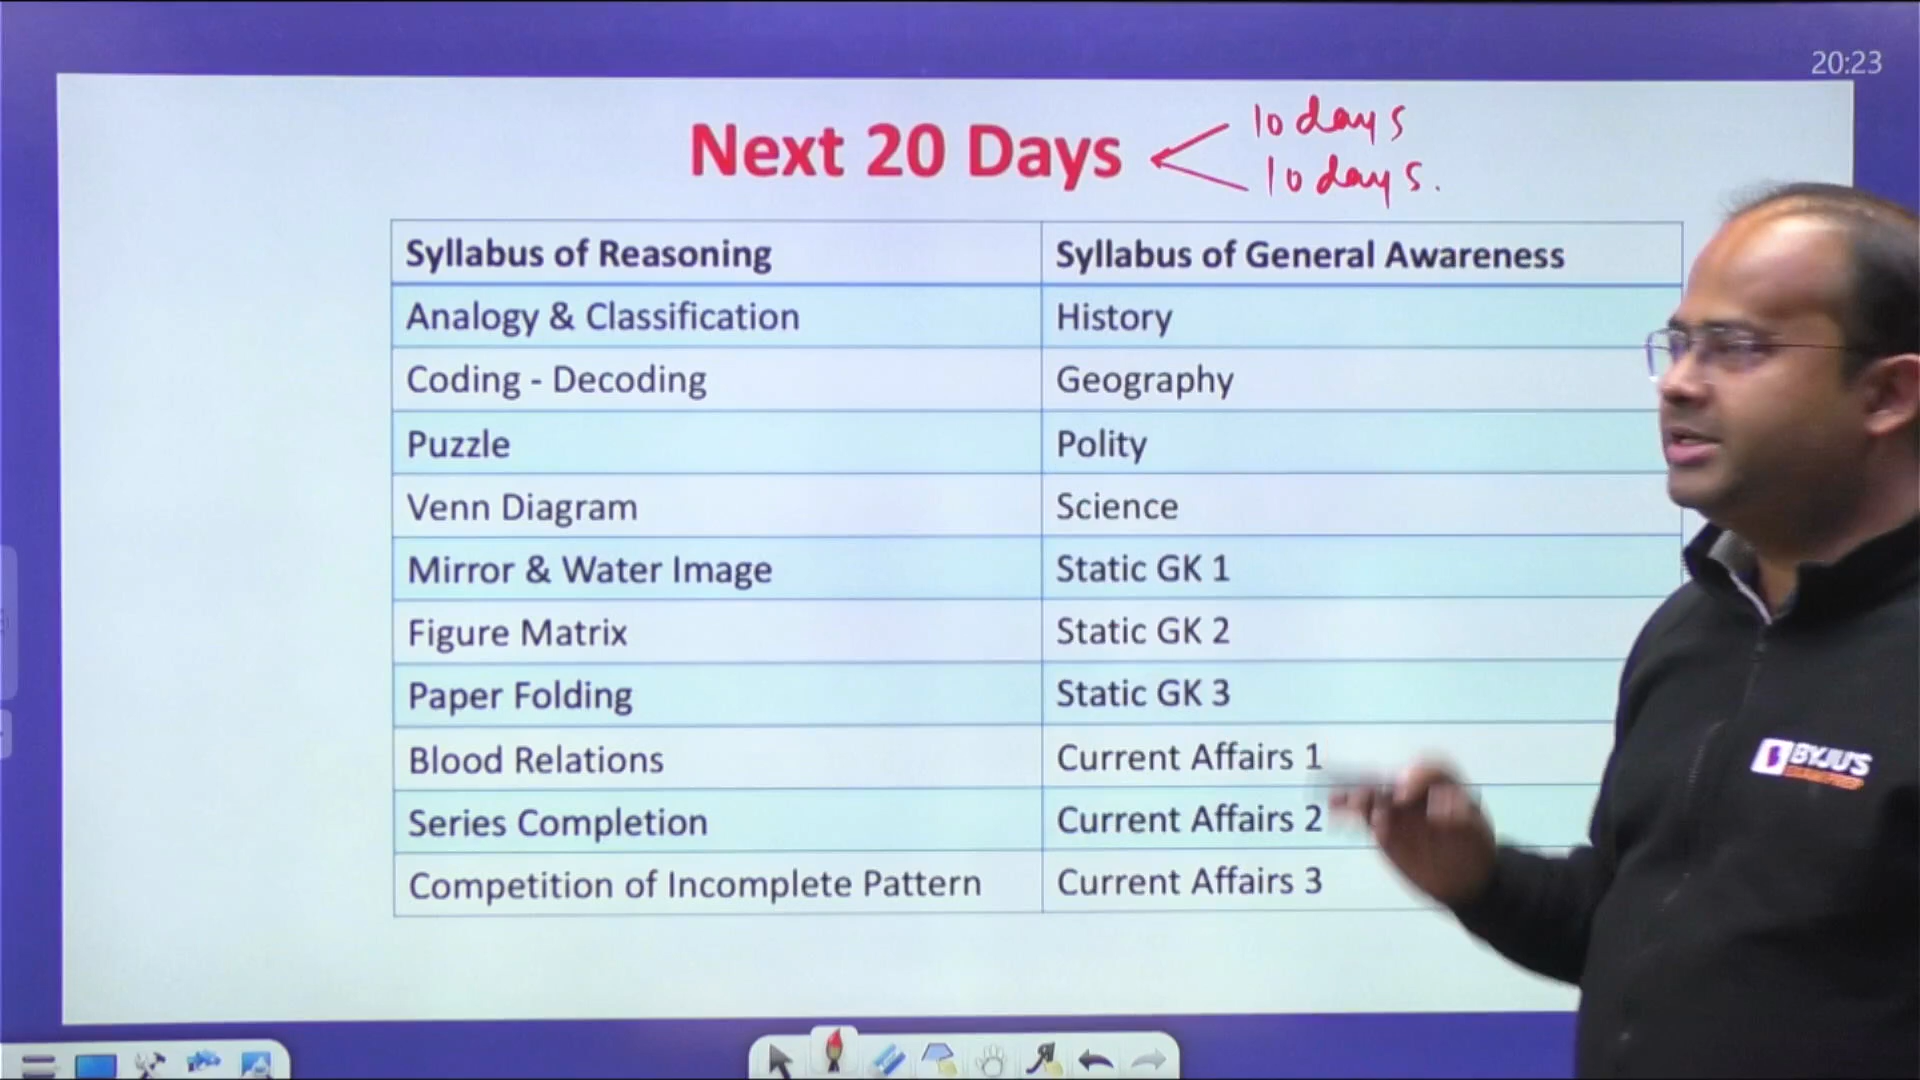 20:23
Next 20 Days
10 days
10 days.
Syllabus of Reasoning
Syllabus of General Awareness
Analogy & Classification
History
Coding - Decoding
Geography
Puzzle
Polity
Venn Diagram
Science
Mirror & Water Image
Static GK 1
Figure Matrix
Static GK 2
Paper Folding
Static GK 3
Blood Relations
Current Affairs 1
Series Completion
Current Affairs 2
Competition of Incomplete Pattern
Current Affairs 3
BYJU'S